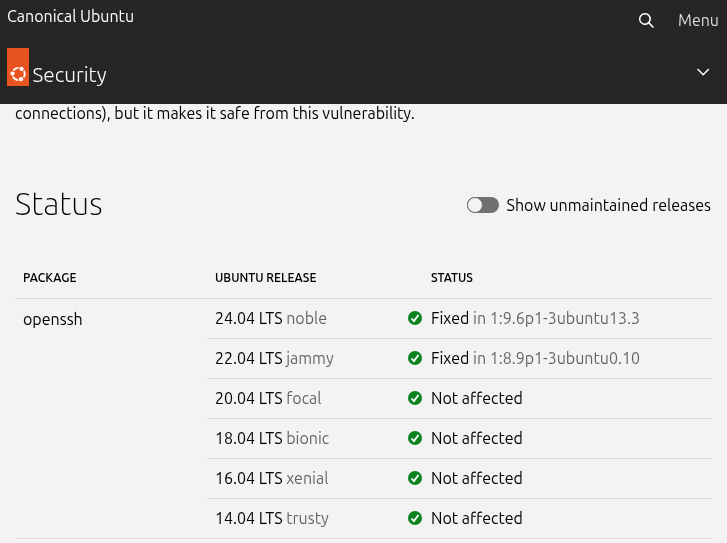 Canonical Ubuntu
Menu
Security
connections), but it makes it safe from this vulnerability.
Status
Show unmaintained releases
PACKAGE UBUNTU RELEASE STATUS
openssh 24.04 LTS noble Fixed in 1:9.6p1-3ubuntu13.3
22.04 LTS jammy Fixed in 1:8.9p1-3ubuntu0.10
20.04 LTS focal Not affected
18.04 LTS bionic Not affected
16.04 LTS xenial Not affected
14.04 LTS trusty Not affected